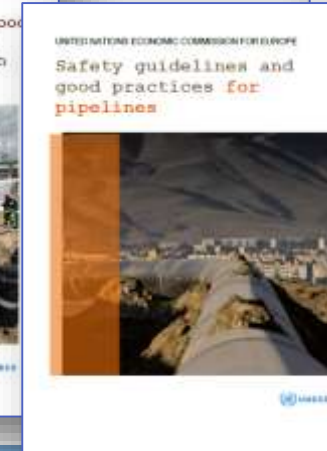 UNITED NATIONS ECONOMIC COMMISSION FOR EUROPE
Safety guidelines and
good practices for
pipelines